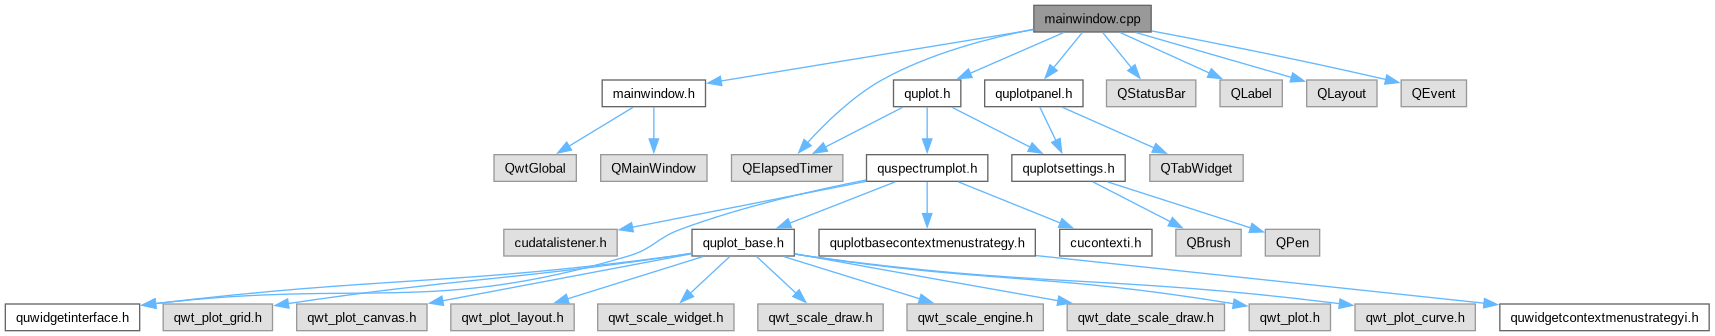 mainwindow.cpp
mainwindow.h
quplot.h
quplotpanel.h
QStatusBar
QLabel
QLayout
QEvent
QwtGlobal
QMainWindow
QElapsedTimer
quspectrumplot.h
quplotsettings.h
QTabWidget
cudatalistener.h
quplot_base.h
quplotbasecontextmenustrategy.h
cucontexti.h
QBrush
QPen
quwidgetinterface.h
qwt_plot_grid.h
qwt_plot_canvas.h
qwt_plot_layout.h
qwt_scale_widget.h
qwt_scale_draw.h
qwt_scale_engine.h
qwt_date_scale_draw.h
qwt_plot.h
qwt_plot_curve.h
quwidgetcontextmenustrategyi.h